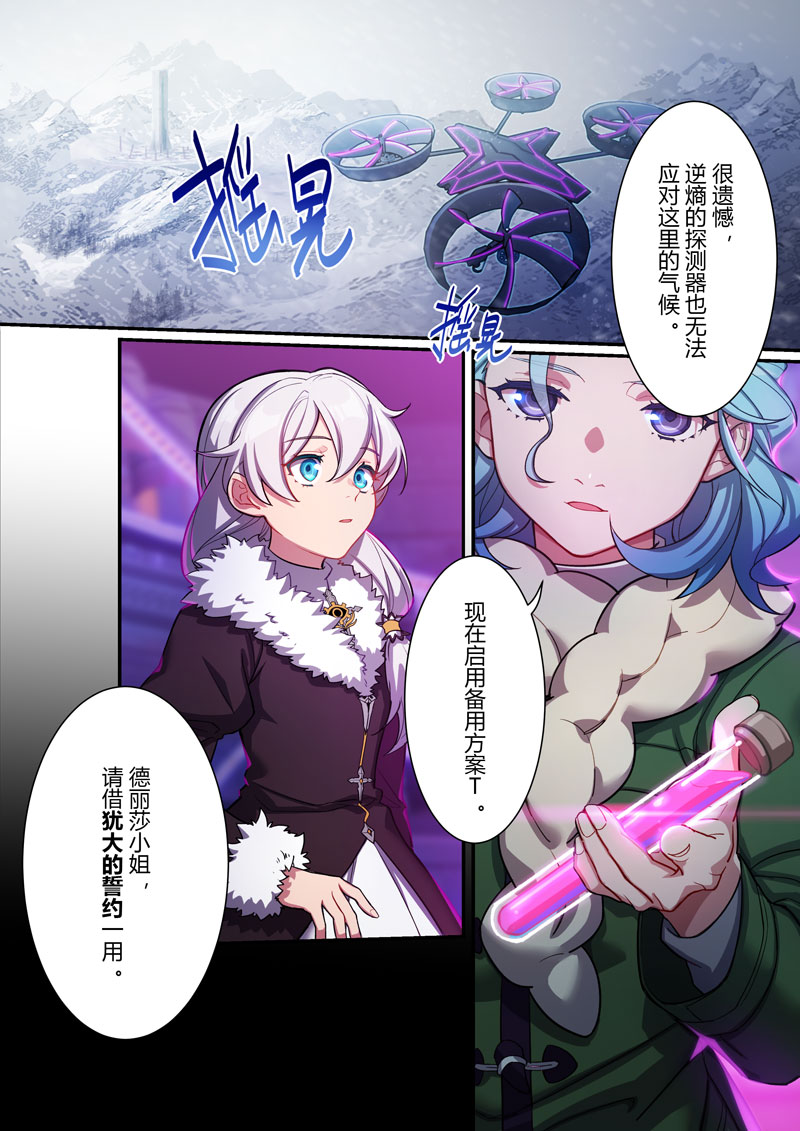 很遗憾，
逆熵的探测器也无法
应对这里的气候。
摇晃
摇晃
现在启用备用方案T。
德丽莎小姐，
请借犹大的誓约一用。